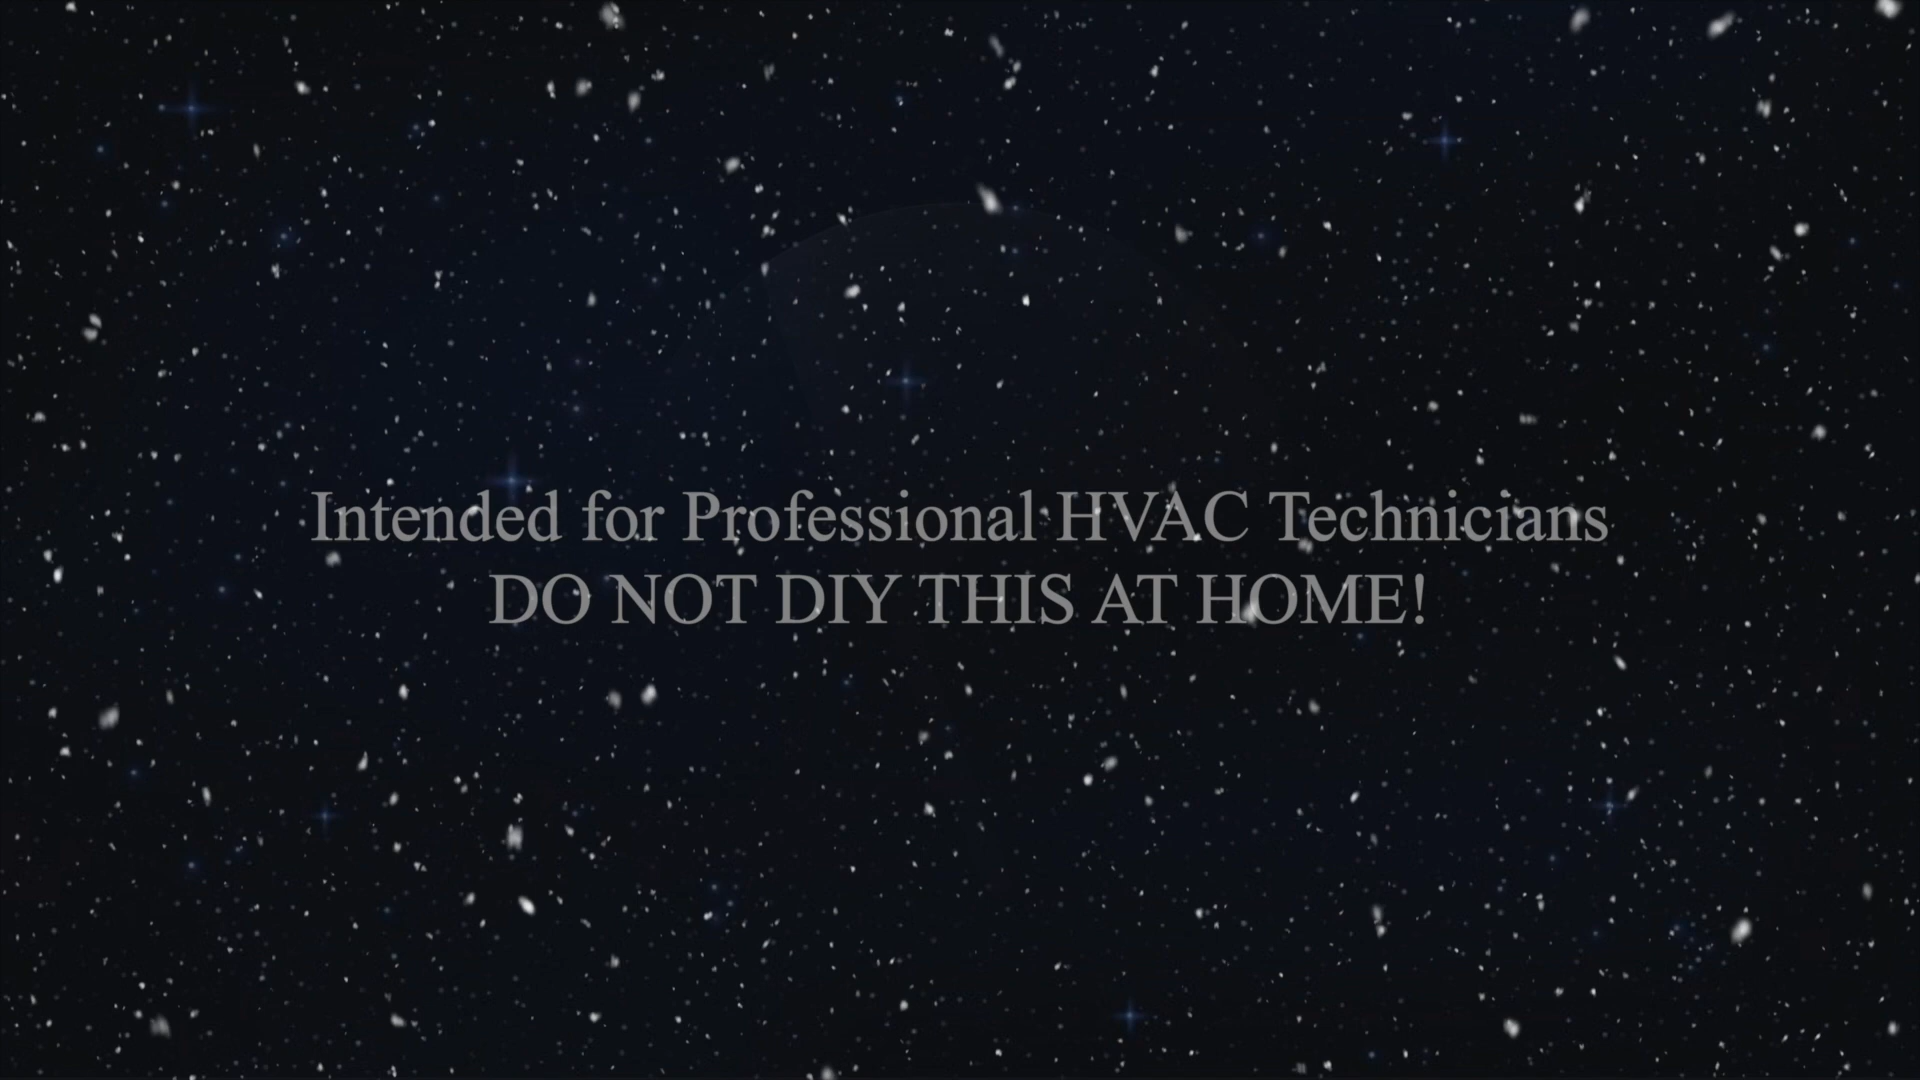 Intended for Professional HVAC Technicians
DO NOT DIY THIS AT HOME!